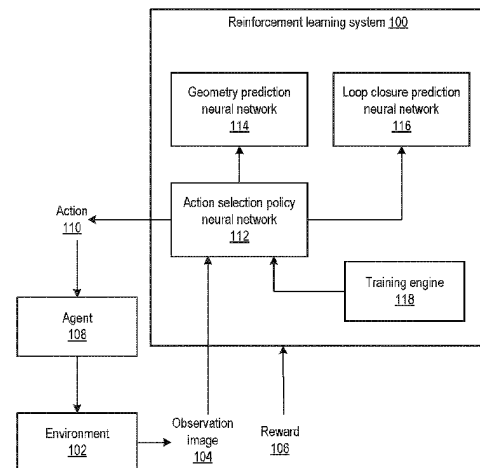 Reinforcement learning system 100
Geometry prediction
neural network
114
Loop closure prediction
neural network
116
Action
110
Action selection policy
neural network
112
Training engine
118
Agent
108
Environment
102
Observation
image
104
Reward
106